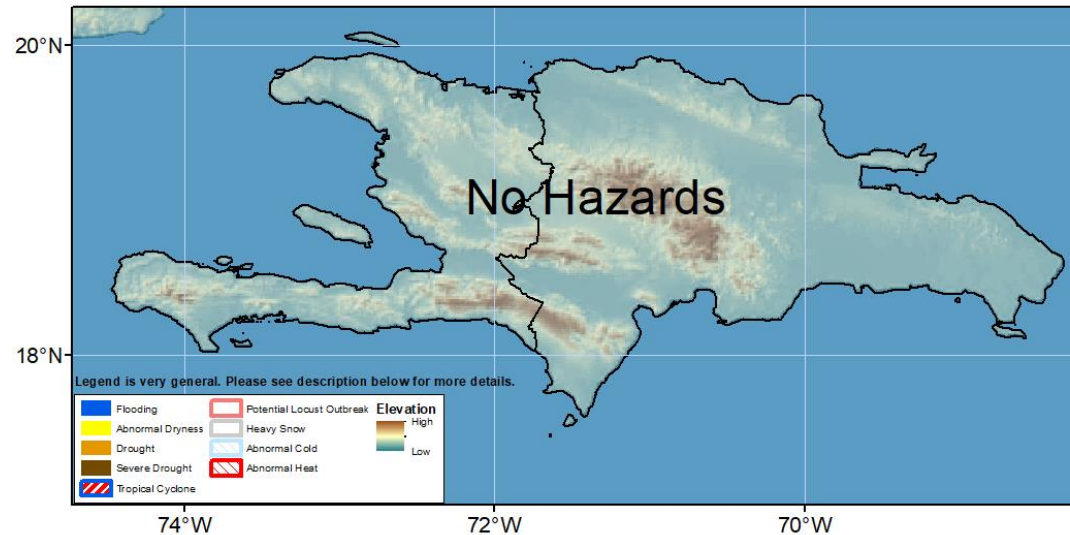 20°N
No Hazards
18°N
Legend is very general. Please see description below for more details.
Flooding
Abnormal Dryness
Drought
Severe Drought
Tropical Cyclone
Potential Locust Outbreak
Heavy Snow
Abnormal Cold
Abnormal Heat
Elevation
High
Low
74°W 72°W 70°W